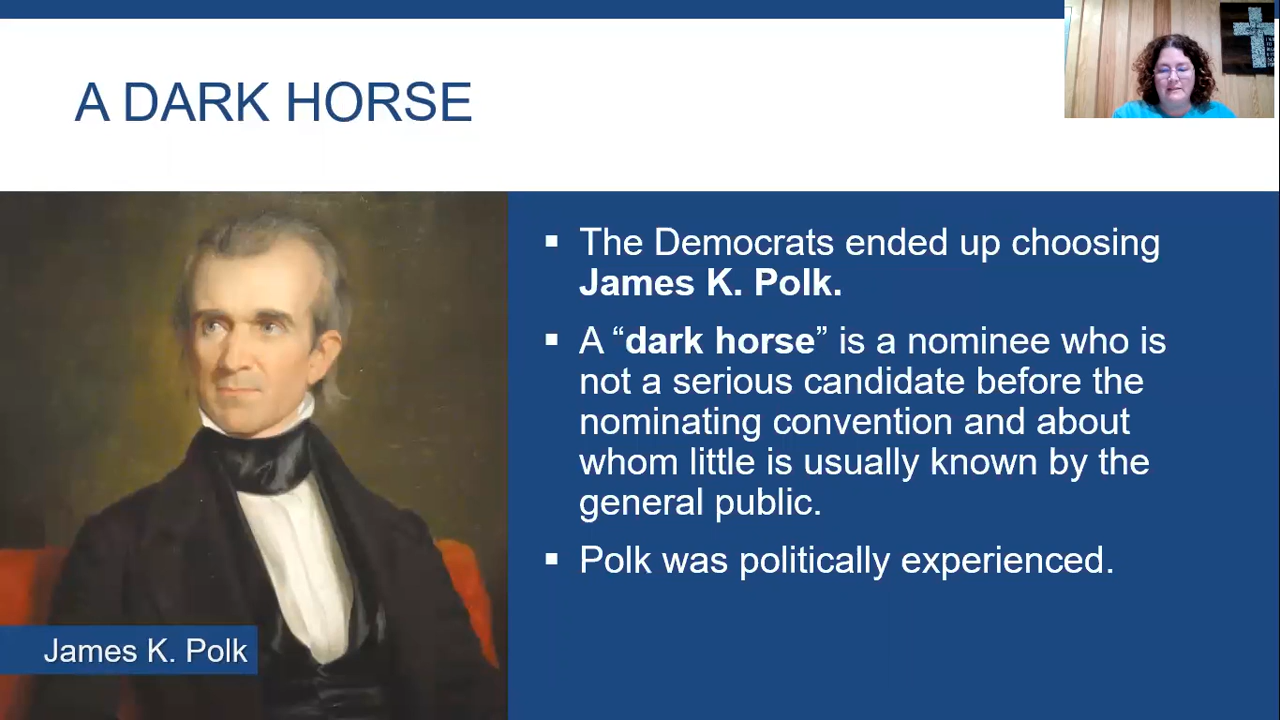 A DARK HORSE
▪ The Democrats ended up choosing
James K. Polk.
▪ A “dark horse” is a nominee who is
not a serious candidate before the
nominating convention and about
whom little is usually known by the
general public.
▪ Polk was politically experienced.
James K. Polk